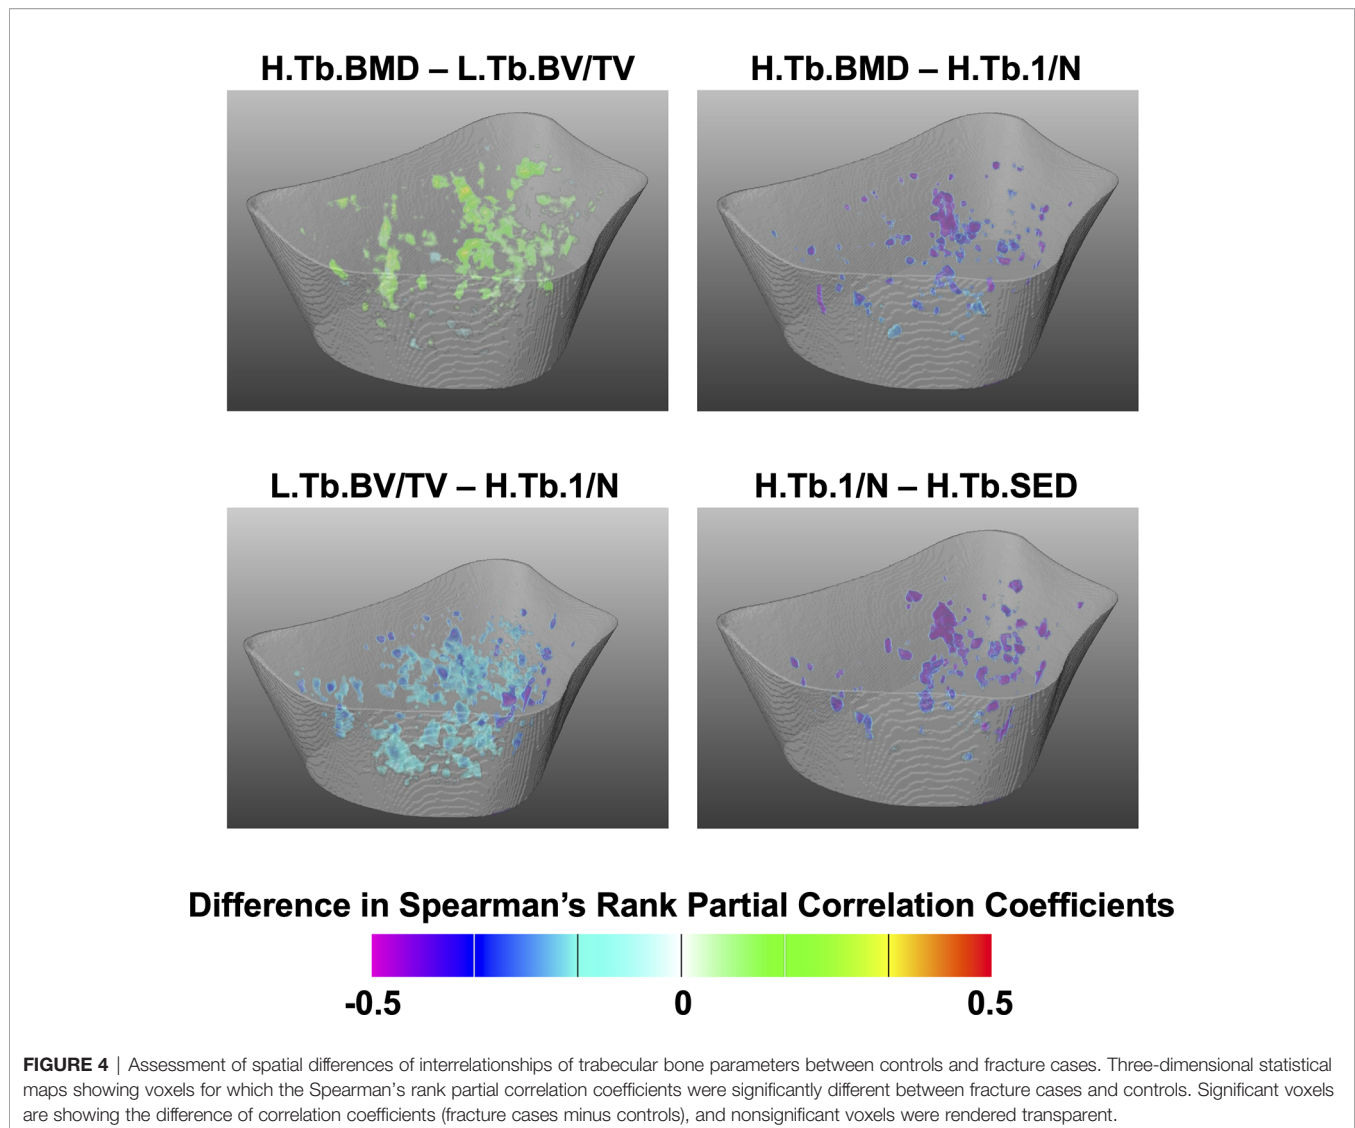 H.Tb.BMD – L.Tb.BV/TV
H.Tb.BMD – H.Tb.1/N
L.Tb.BV/TV – H.Tb.1/N
H.Tb.1/N – H.Tb.SED
Difference in Spearman’s Rank Partial Correlation Coefficients
-0.5
0
0.5
FIGURE 4 | Assessment of spatial differences of interrelationships of trabecular bone parameters between controls and fracture cases. Three-dimensional statistical
maps showing voxels for which the Spearman’s rank partial correlation coefficients were significantly different between fracture cases and controls. Significant voxels
are showing the difference of correlation coefficients (fracture cases minus controls), and nonsignificant voxels were rendered transparent.